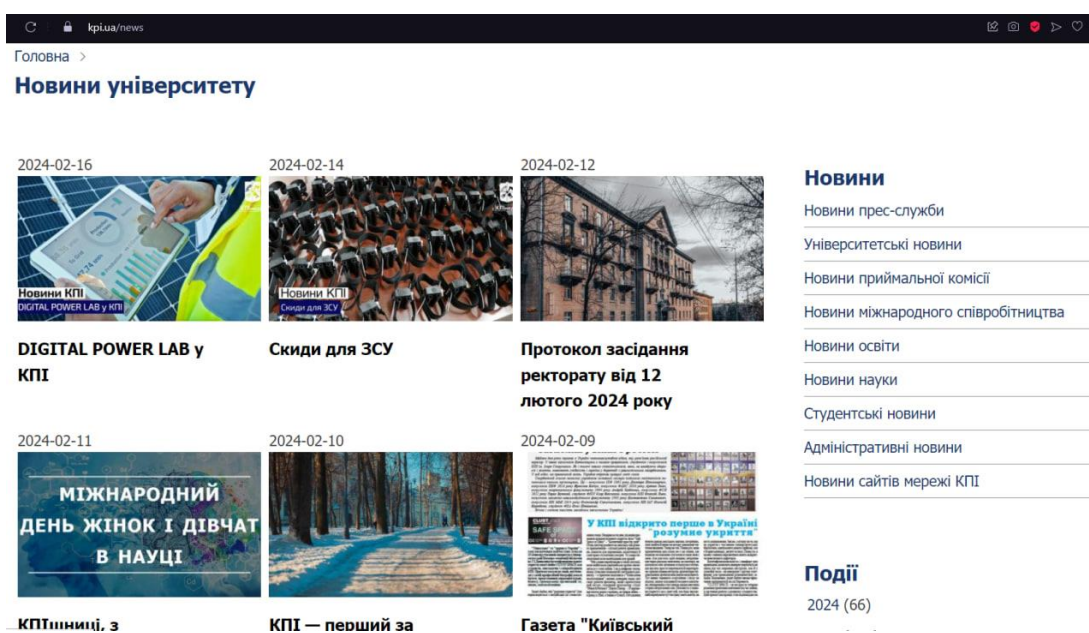 kpi.ua/news
Головна >
Новини університету
2024-02-16
2024-02-14
2024-02-12
Новини КПІ
DIGITAL POWER LAB у КПІ
Новини КПІ
Скиди для ЗСУ
DIGITAL POWER LAB у
КПІ
Скиди для ЗСУ
Протокол засідання
ректорату від 12
лютого 2024 року
2024-02-11
2024-02-10
2024-02-09
МІЖНАРОДНИЙ
ДЕНЬ ЖІНОК І ДІВЧАТ
В НАУЦІ
У КПІ відкрито перше в Україні
"розумне укриття"
КПІшниці, з
КПІ — перший за
Газета "Київський
Новини
Новини прес-служби
Університетські новини
Новини приймальної комісії
Новини міжнародного співробітництва
Новини освіти
Новини науки
Студентські новини
Адміністративні новини
Новини сайтів мережі КПІ
Події
2024 (66)